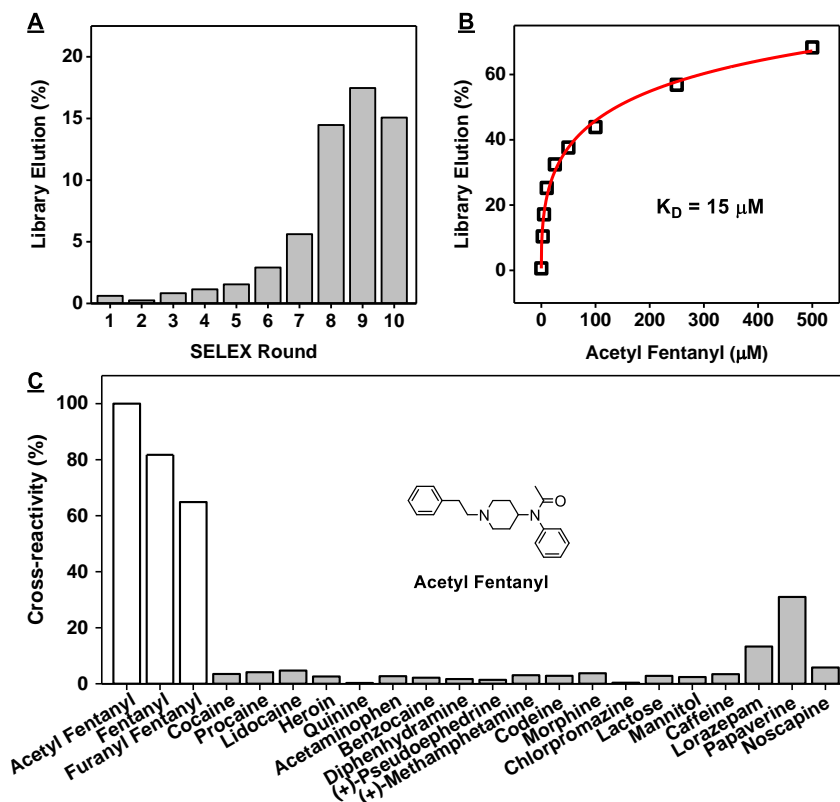 A
Library Elution (%)
20
15
10
5
0
1 2 3 4 5 6 7 8 9 10
SELEX Round
B
Library Elution (%)
60
40
20
0
K_D = 15 μM
0 100 200 300 400 500
Acetyl Fentanyl (μM)
C
Cross-reactivity (%)
100
80
60
40
20
0
N
N
O
Acetyl Fentanyl
Acetyl Fentanyl
Fentanyl
Furanyl Fentanyl
Cocaine
Procaine
Lidocaine
Heroin
Quinine
Acetaminophen
Benzocaine
Diphenhydramine
(+)-Pseudoephedrine
(+)-Methamphetamine
Codeine
Morphine
Chlorpromazine
Lactose
Mannitol
Caffeine
Lorazepam
Papaverine
Noscapine